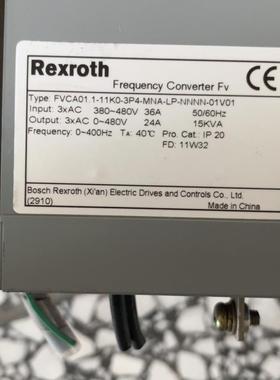 Rexroth
Frequency Converter Fv
Type: FVCA01.1-11K0-3P4-MNA-LP-NNNN-01V01
Input: 3xAC 380~480V 36A 50/60Hz
Output: 3xAC 0~480V 24A 15KVA
Frequency: 0~400Hz TA: 40℃ Pro. Cat.: IP 20
FD: 11W32
Bosch Rexroth (Xi'an) Electric Drives and Controls Co., Ltd.
(2910) Made in China